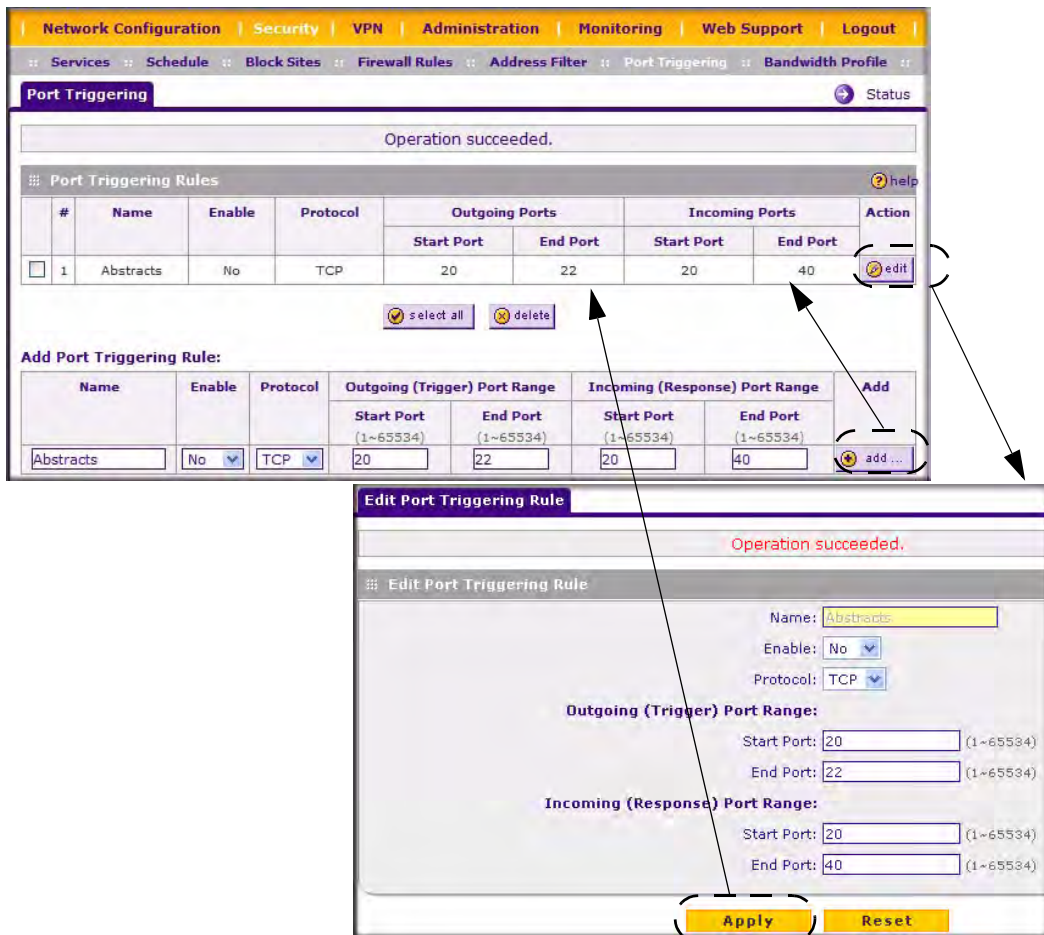 Network Configuration | Security | VPN | Administration | Monitoring | Web Support | Logout
Services :: Schedule :: Block Sites :: Firewall Rules :: Address Filter :: Port Triggering :: Bandwidth Profile
Port Triggering Status
Operation succeeded.
Port Triggering Rules help
# Name Enable Protocol Outgoing Ports Incoming Ports Action
Start Port End Port Start Port End Port
1 Abstracts No TCP 20 22 20 40 edit
select all delete
Add Port Triggering Rule:
Name Enable Protocol Outgoing (Trigger) Port Range Incoming (Response) Port Range Add
Start Port End Port Start Port End Port
(1~65534) (1~65534) (1~65534) (1~65534)
Abstracts No TCP 20 22 20 40 add ...
Edit Port Triggering Rule
Operation succeeded.
Edit Port Triggering Rule
Name: Abstracts
Enable: No
Protocol: TCP
Outgoing (Trigger) Port Range:
Start Port: 20 (1~65534)
End Port: 22 (1~65534)
Incoming (Response) Port Range:
Start Port: 20 (1~65534)
End Port: 40 (1~65534)
Apply Reset